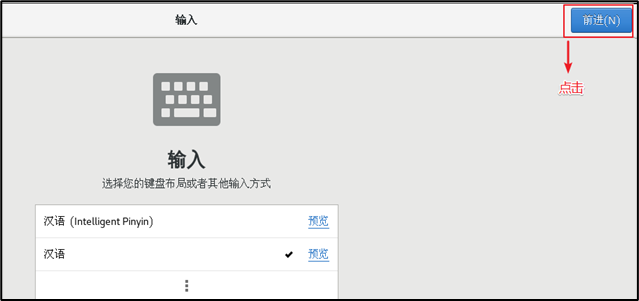 输入
前进(N)
点击
输入
选择您的键盘布局或者其他输入方式
汉语 (Intelligent Pinyin) 预览
汉语 ✔ 预览